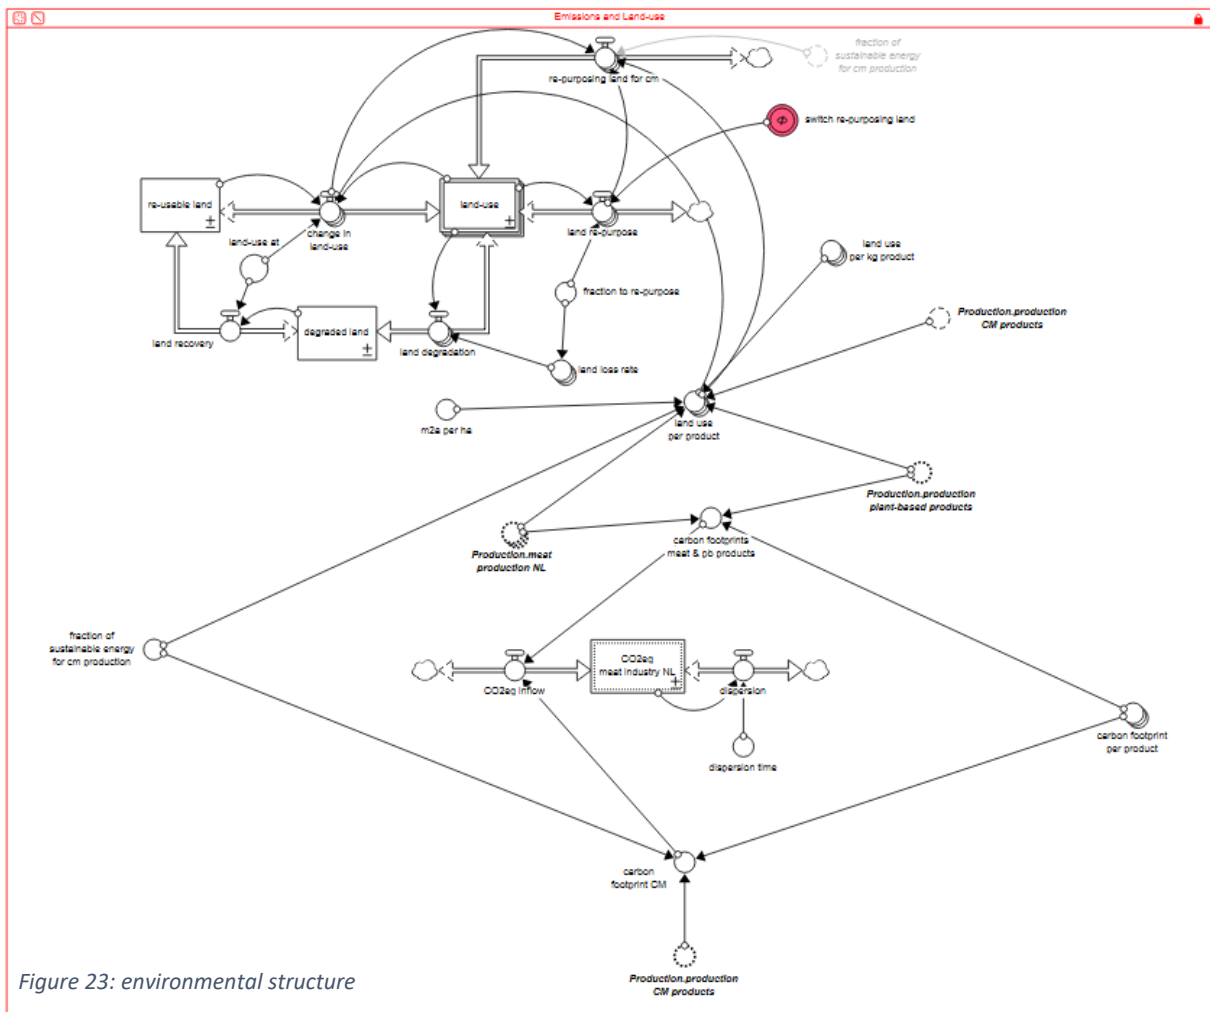 Emissions and Land-use
fraction of
sustainable energy
for cm production
re-purposing land for cm
switch re-purposing land
re-usable land
land-use
land-use at
change in
land-use
land re-purpose
land use
per kg product
fraction to re-purpose
Production.production
CM products
degraded land
land recovery
land degradation
land loss rate
m2a per ha
land use
per product
Production.production
plant-based products
carbon footprints
meat & pb products
Production.meat
production NL
fraction of
sustainable energy
for cm production
CO2eq
meat industry NL
CO2eq inflow
dispersion
carbon footprint
per product
dispersion time
carbon
footprint CM
Production.production
CM products
Figure 23: environmental structure